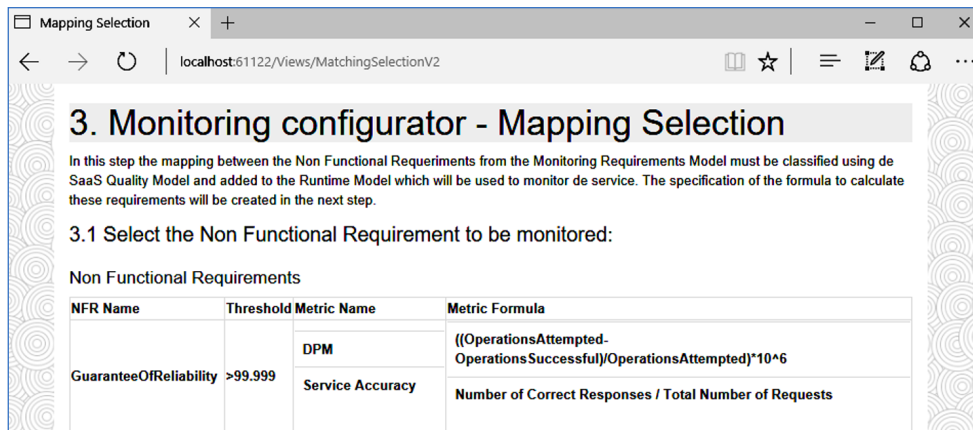 Mapping Selection
localhost:61122/Views/MatchingSelectionV2
3. Monitoring configurator - Mapping Selection
In this step the mapping between the Non Functional Requeriments from the Monitoring Requirements Model must be classified using de
SaaS Quality Model and added to the Runtime Model which will be used to monitor de service. The specification of the formula to calculate
these requirements will be created in the next step.
3.1 Select the Non Functional Requirement to be monitored:
Non Functional Requirements
NFR Name Threshold Metric Name Metric Formula
DPM ((OperationsAttempted-
OperationsSuccessful)/OperationsAttempted)*10^6
GuaranteeOfReliability >99.999
Service Accuracy Number of Correct Responses / Total Number of Requests